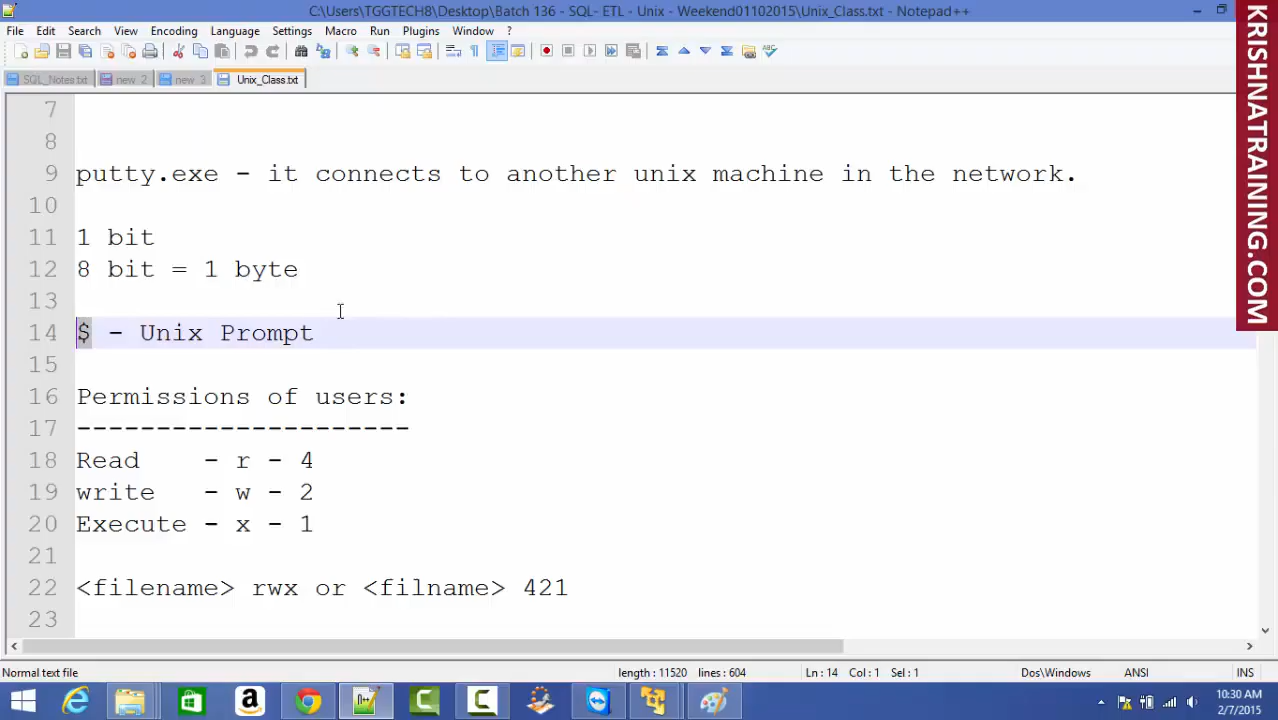 C:\Users\TGGTECH8\Desktop\Batch 136 - SQL- ETL - Unix - Weekend01102015\Unix_Class.txt - Notepad++
File Edit Search View Encoding Language Settings Macro Run Plugins Window ?
SQL_Notes.txt new 2 new 3 Unix_Class.txt
7
8
9 putty.exe - it connects to another unix machine in the network.
10
11 1 bit
12 8 bit = 1 byte
13
14 $ - Unix Prompt
15
16 Permissions of users:
17 ---------------------
18 Read - r - 4
19 write - w - 2
20 Execute - x - 1
21
22 <filename> rwx or <filname> 421
23
Normal text file length : 11520 lines : 604 Ln : 14 Col : 1 Sel : 1 Dos\Windows ANSI INS
10:30 AM
2/7/2015
KRISHNATRAINING.COM